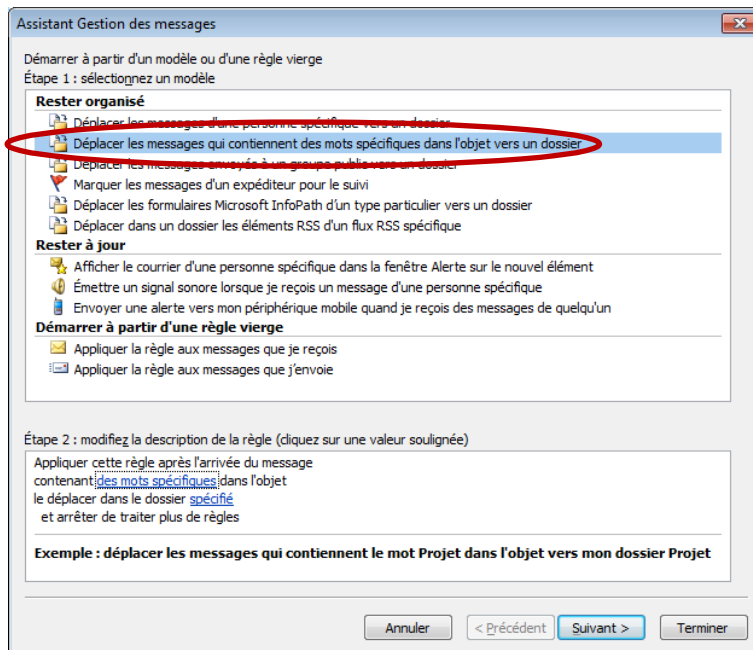 Assistant Gestion des messages
Démarrer à partir d'un modèle ou d'une règle vierge
Étape 1 : sélectionnez un modèle
Rester organisé
Déplacer les messages d'une personne spécifique vers un dossier
Déplacer les messages qui contiennent des mots spécifiques dans l'objet vers un dossier
Déplacer les messages envoyés à un groupe public vers un dossier
Marquer les messages d'un expéditeur pour le suivi
Déplacer les formulaires Microsoft InfoPath d'un type particulier vers un dossier
Déplacer dans un dossier les éléments RSS d'un flux RSS spécifique
Rester à jour
Afficher le courrier d'une personne spécifique dans la fenêtre Alerte sur le nouvel élément
Émettre un signal sonore lorsque je reçois un message d'une personne spécifique
Envoyer une alerte vers mon périphérique mobile quand je reçois des messages de quelqu'un
Démarrer à partir d'une règle vierge
Appliquer la règle aux messages que je reçois
Appliquer la règle aux messages que j'envoie
Étape 2 : modifiez la description de la règle (cliquez sur une valeur soulignée)
Appliquer cette règle après l'arrivée du message
contenant des mots spécifiques dans l'objet
le déplacer dans le dossier spécifié
et arrêter de traiter plus de règles
Exemple : déplacer les messages qui contiennent le mot Projet dans l'objet vers mon dossier Projet
Annuler < Précédent Suivant > Terminer